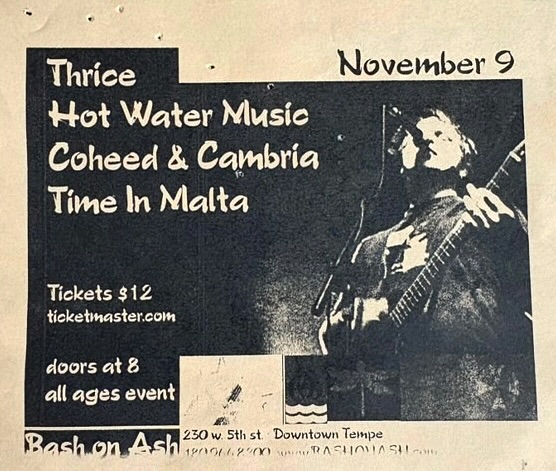 November 9
Thrice
Hot Water Music
Coheed & Cambria
Time In Malta
Tickets $12
ticketmaster.com
doors at 8
all ages event
Bash on Ash
230 w. 5th st. Downtown Tempe